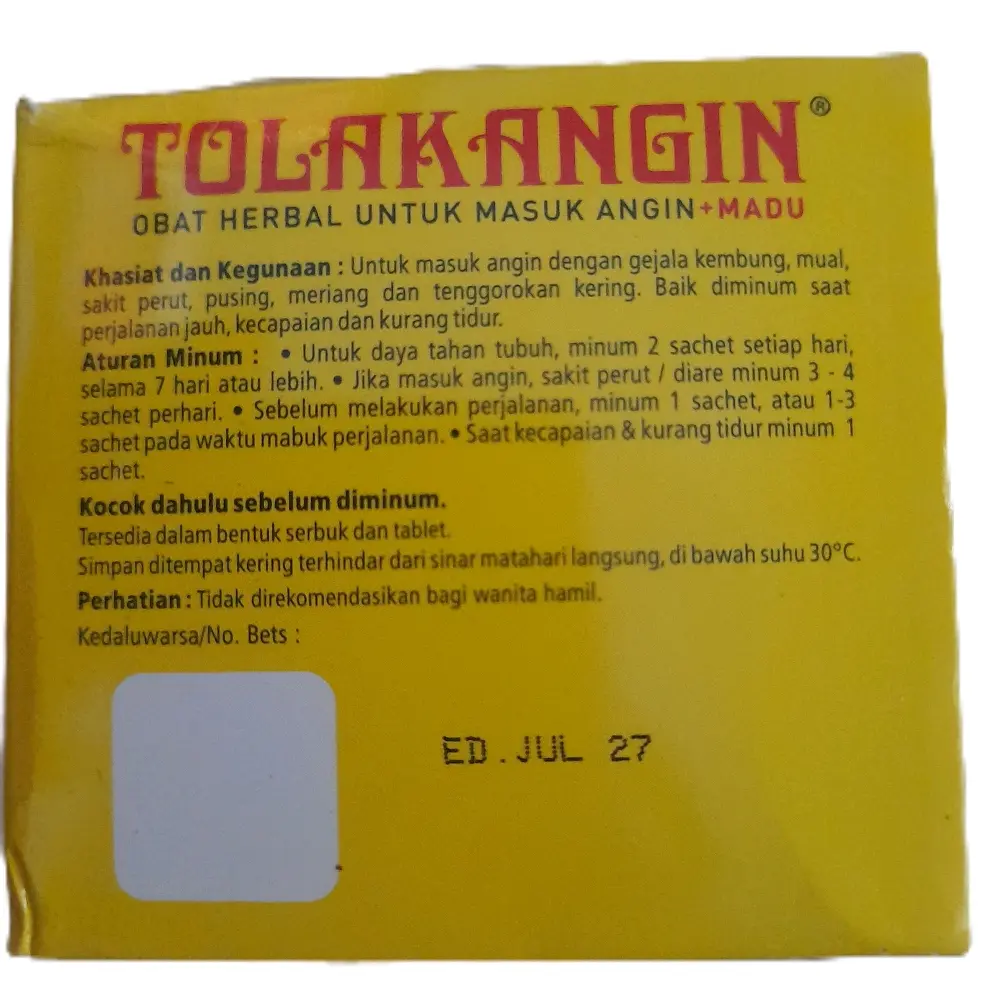 TOLAKANGIN®
OBAT HERBAL UNTUK MASUK ANGIN+MADU
Khasiat dan Kegunaan : Untuk masuk angin dengan gejala kembung, mual,
sakit perut, pusing, meriang dan tenggorokan kering. Baik diminum saat
perjalanan jauh, kecapaian dan kurang tidur.
Aturan Minum : • Untuk daya tahan tubuh, minum 2 sachet setiap hari,
selama 7 hari atau lebih. • Jika masuk angin, sakit perut / diare minum 3 - 4
sachet perhari. • Sebelum melakukan perjalanan, minum 1 sachet, atau 1-3
sachet pada waktu mabuk perjalanan. • Saat kecapaian & kurang tidur minum 1
sachet.
Kocok dahulu sebelum diminum.
Tersedia dalam bentuk serbuk dan tablet.
Simpan ditempat kering terhindar dari sinar matahari langsung, di bawah suhu 30°C.
Perhatian : Tidak direkomendasikan bagi wanita hamil.
Kedaluwarsa/No. Bets :
ED . JUL 27